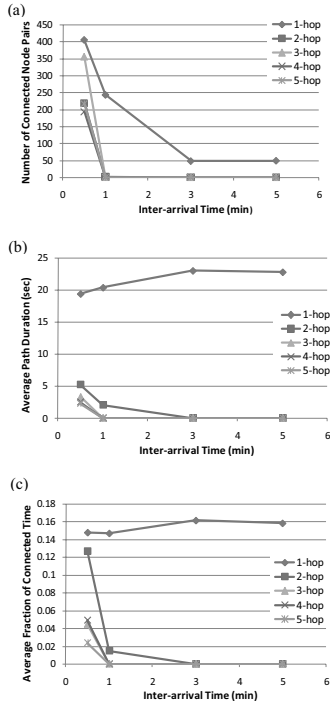 (a)
Number of Connected Node Pairs
450
400
350
300
250
200
150
100
50
0
0 1 2 3 4 5 6
Inter-arrival Time (min)
1-hop
2-hop
3-hop
4-hop
5-hop
(b)
Average Path Duration (sec)
25
20
15
10
5
0
0 1 2 3 4 5 6
Inter-arrival Time (min)
1-hop
2-hop
3-hop
4-hop
5-hop
(c)
Average Fraction of Connected Time
0.18
0.16
0.14
0.12
0.1
0.08
0.06
0.04
0.02
0
0 1 2 3 4 5 6
Inter-arrival Time (min)
1-hop
2-hop
3-hop
4-hop
5-hop